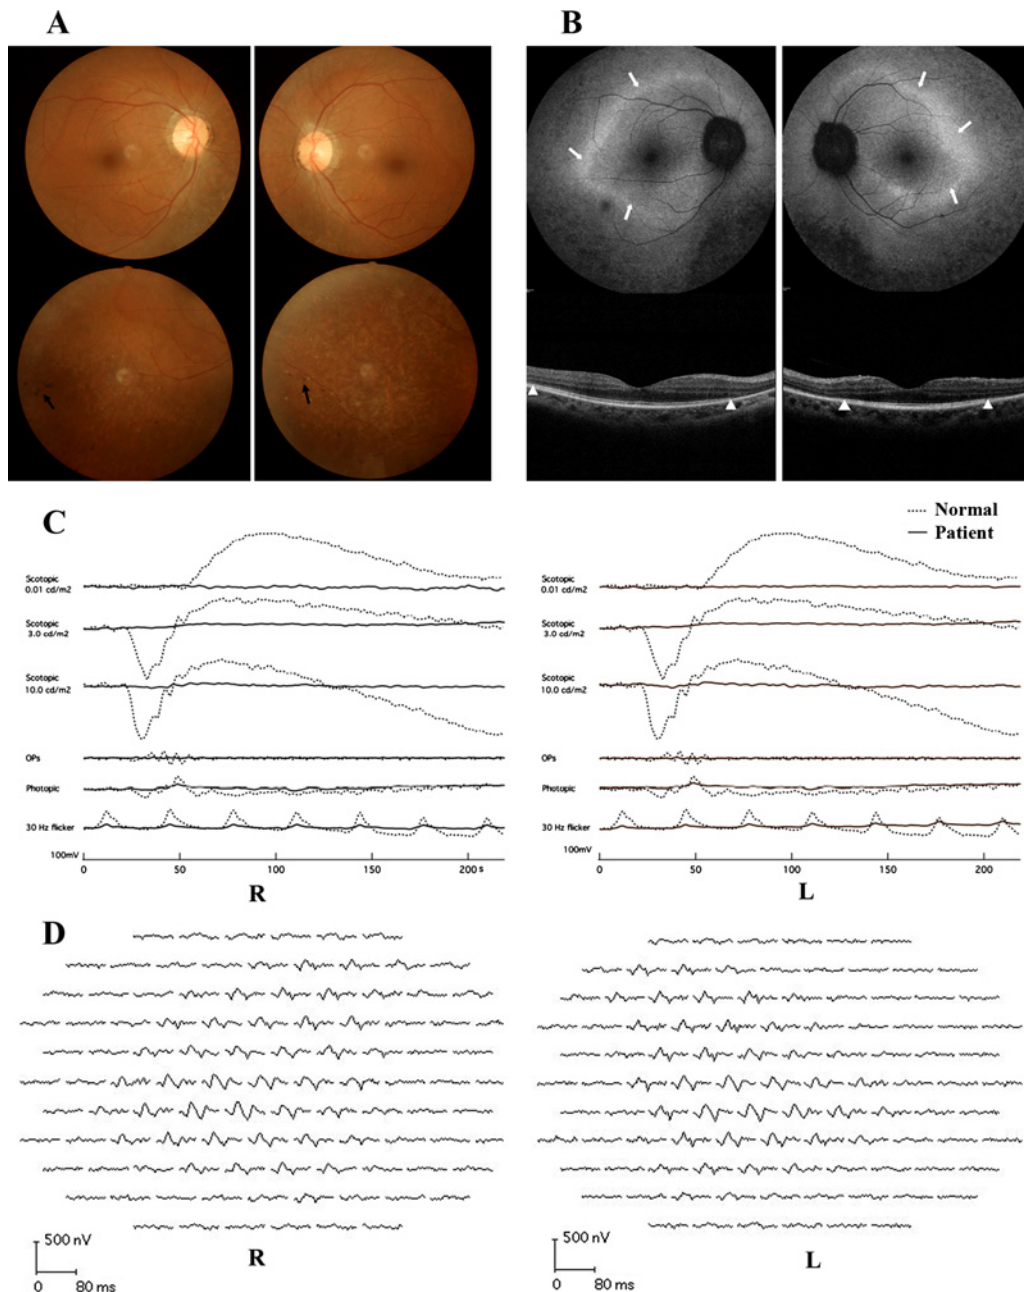 A
B
C
Normal
Patient
Scotopic
0.01 cd/m2
Scotopic
3.0 cd/m2
Scotopic
10.0 cd/m2
OPs
Photopic
30 Hz flicker
100mV
0
50
100
150
200 s
R
Scotopic
0.01 cd/m2
Scotopic
3.0 cd/m2
Scotopic
10.0 cd/m2
OPs
Photopic
30 Hz flicker
100mV
0
50
100
150
200
L
D
500 nV
0 80 ms
R
500 nV
0 80 ms
L